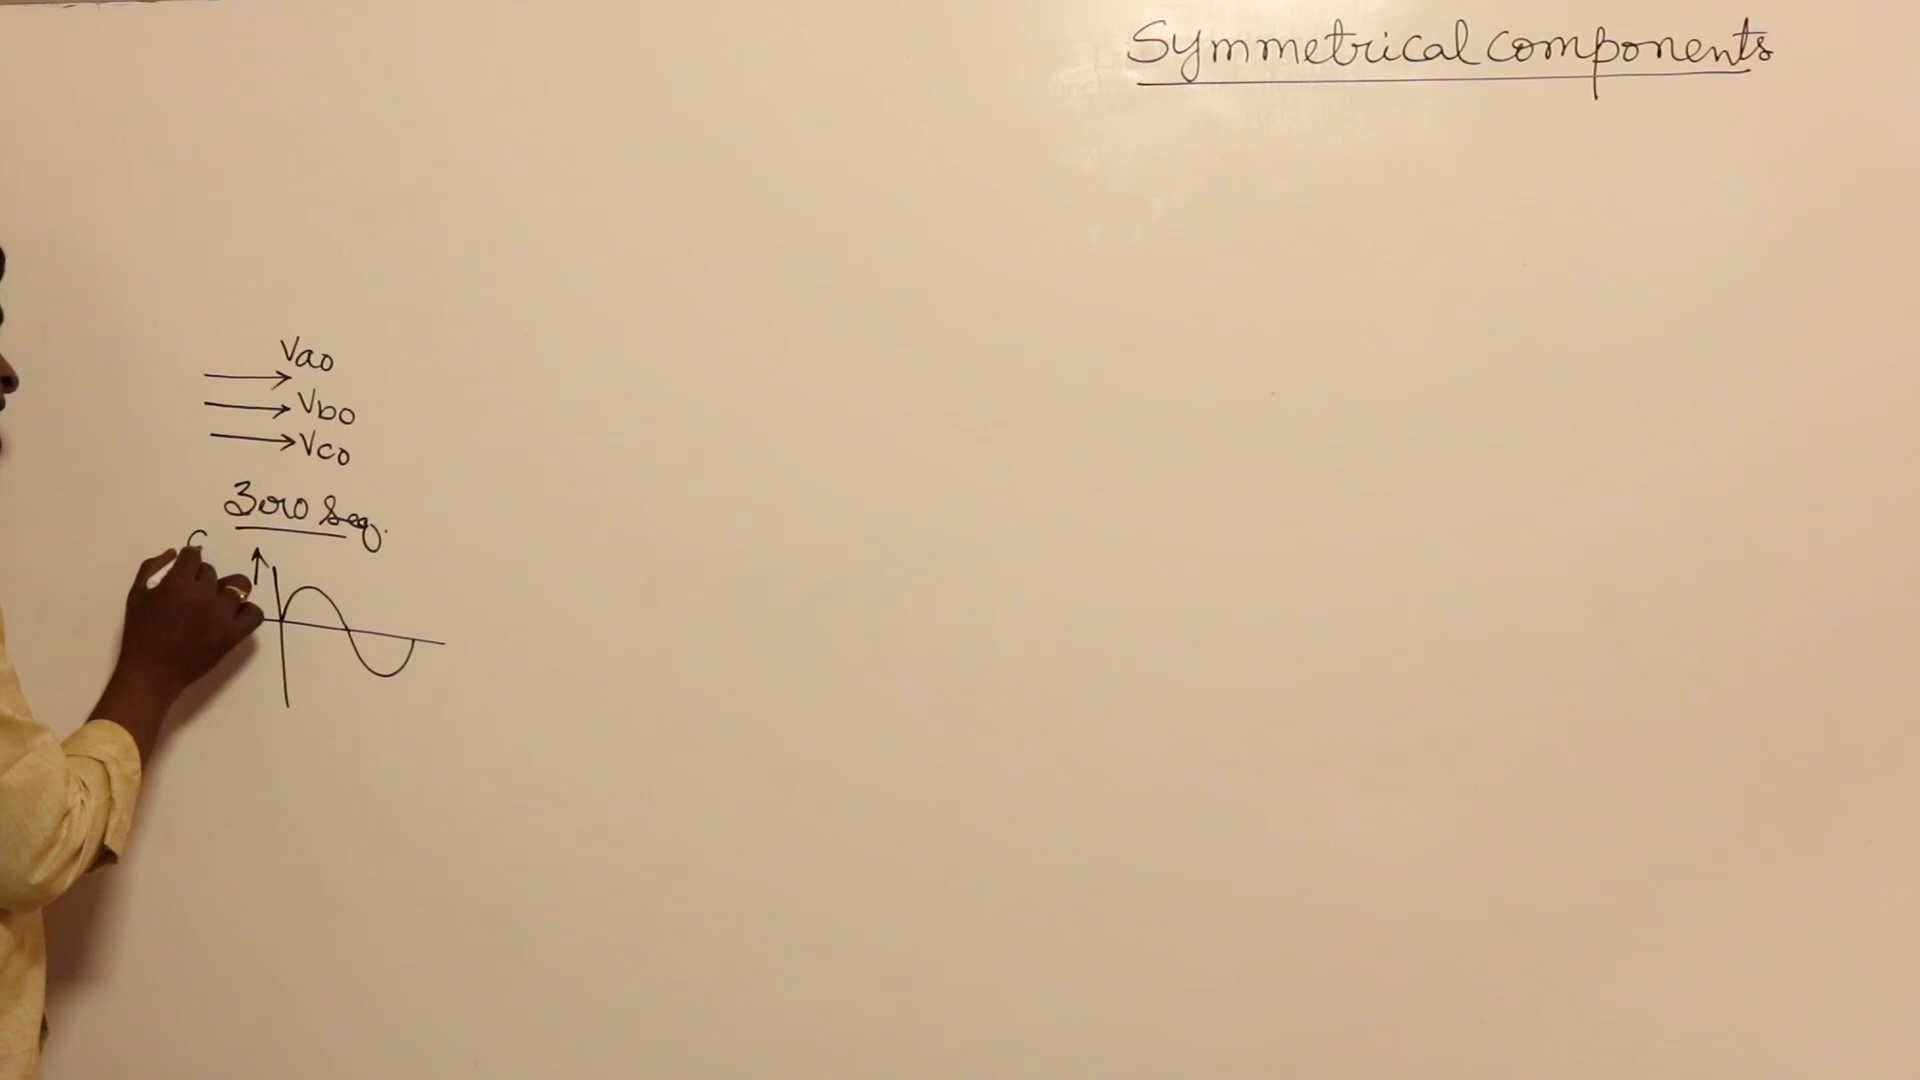 Symmetrical components
Vao
Vbo
Vco
Zero Seq.